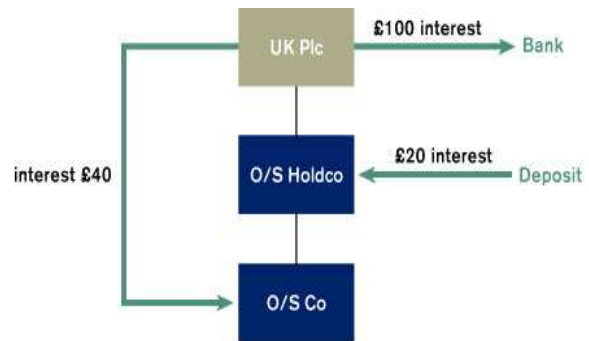 UK Plc
£100 interest
Bank
interest £40
O/S Holdco
£20 interest
Deposit
O/S Co